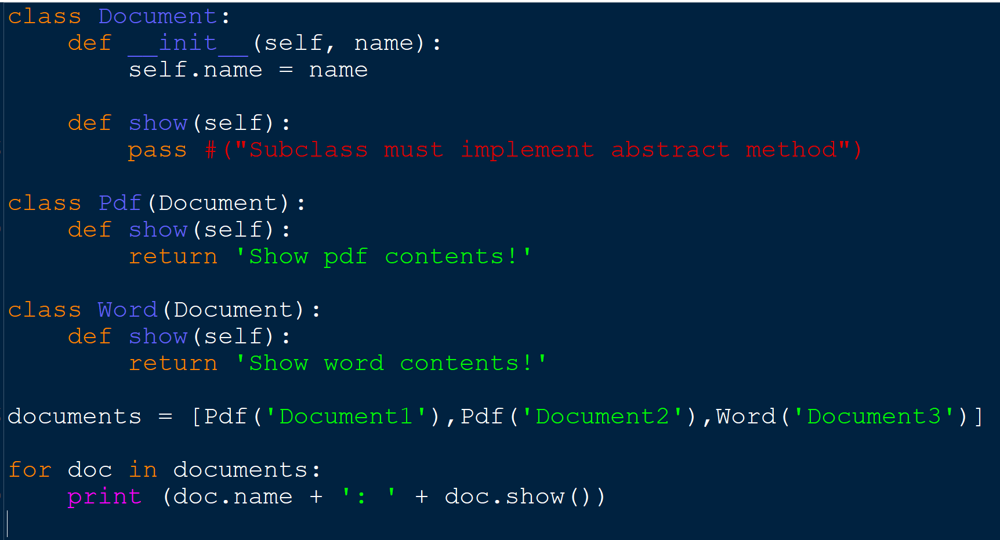 class Document:
    def __init__(self, name):
        self.name = name
    def show(self):
        pass #("Subclass must implement abstract method")
class Pdf(Document):
    def show(self):
        return 'Show pdf contents!'
class Word(Document):
    def show(self):
        return 'Show word contents!'
documents = [Pdf('Document1'),Pdf('Document2'),Word('Document3')]
for doc in documents:
    print (doc.name + ': ' + doc.show())